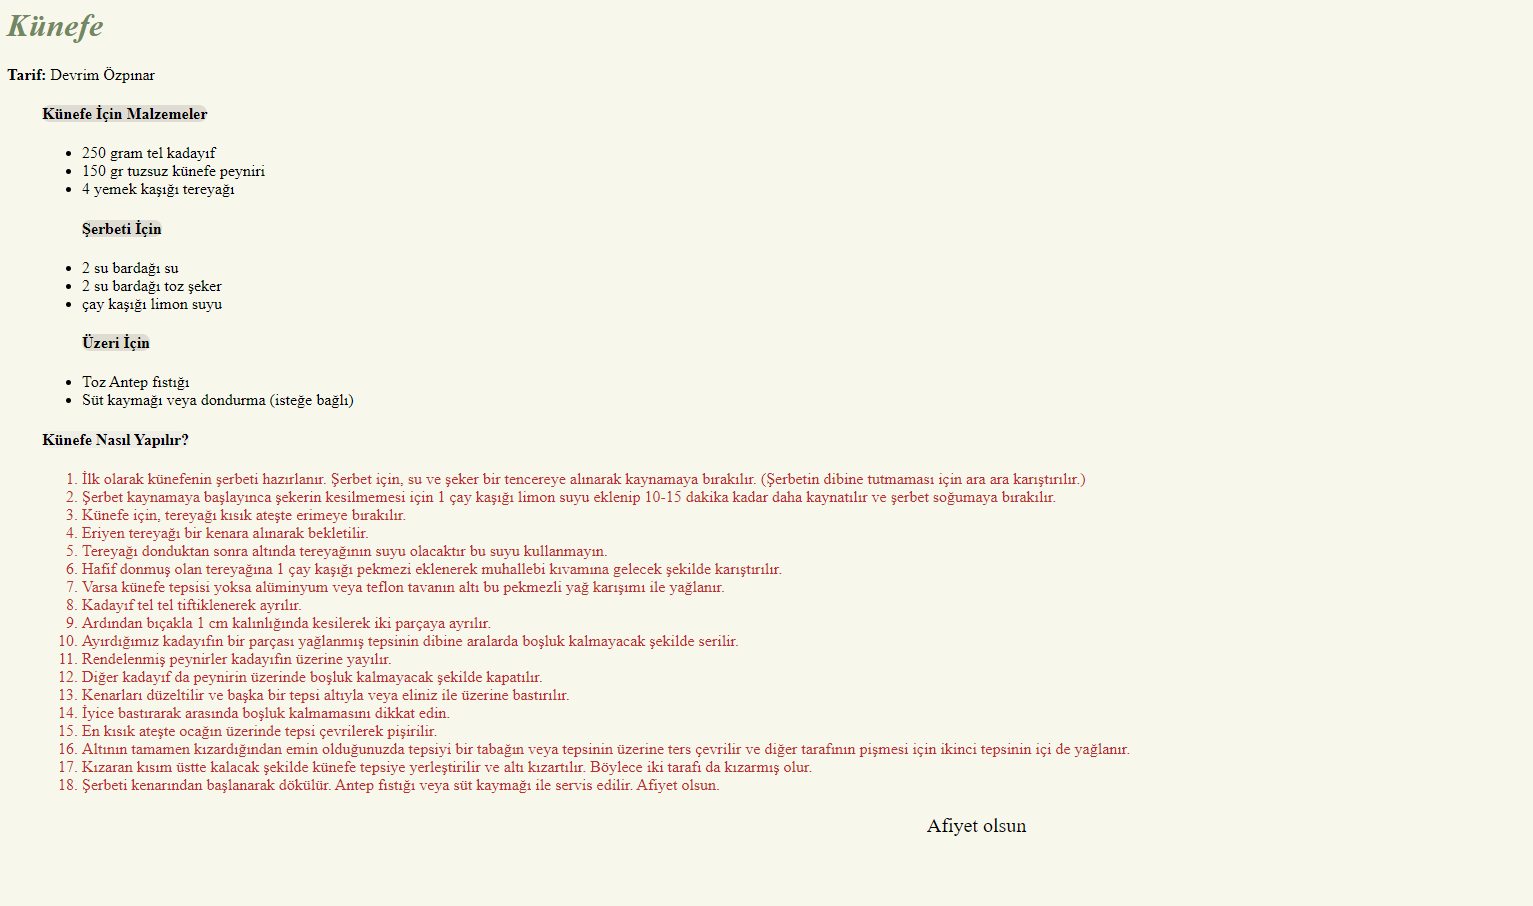 Künefe
Tarif: Devrim Özpınar
Künefe İçin Malzemeler
250 gram tel kadayıf
150 gr tuzsuz künefe peyniri
4 yemek kaşığı tereyağı
Şerbeti İçin
2 su bardağı su
2 su bardağı toz şeker
çay kaşığı limon suyu
Üzeri İçin
Toz Antep fıstığı
Süt kaymağı veya dondurma (isteğe bağlı)
Künefe Nasıl Yapılır?
1. İlk olarak künefenin şerbeti hazırlanır. Şerbet için, su ve şeker bir tencereye alınarak kaynamaya bırakılır. (Şerbetin dibine tutmaması için ara ara karıştırılır.)
2. Şerbet kaynamaya başlayınca şekerin kesilmemesi için 1 çay kaşığı limon suyu eklenip 10-15 dakika kadar daha kaynatılır ve şerbet soğumaya bırakılır.
3. Künefe için, tereyağı kısık ateşte erimeye bırakılır.
4. Eriyen tereyağı bir kenara alınarak bekletilir.
5. Tereyağı donduktan sonra altında tereyağının suyu olacaktır bu suyu kullanmayın.
6. Hafif donmuş olan tereyağına 1 çay kaşığı pekmezi eklenerek muhallebi kıvamına gelecek şekilde karıştırılır.
7. Varsa künefe tepsisi yoksa alüminyum veya teflon tavanın altı bu pekmezli yağ karışımı ile yağlanır.
8. Kadayıf tel tel tiftiklenerek ayrılır.
9. Ardından bıçakla 1 cm kalınlığında kesilerek iki parçaya ayrılır.
10. Ayırdığımız kadayıfın bir parçası yağlanmış tepsinin dibine aralarda boşluk kalmayacak şekilde serilir.
11. Rendelenmiş peynirler kadayıfın üzerine yayılır.
12. Diğer kadayıf da peynirin üzerinde boşluk kalmayacak şekilde kapatılır.
13. Kenarları düzeltilir ve başka bir tepsi altıyla veya eliniz ile üzerine bastırılır.
14. İyice bastırarak arasında boşluk kalmamasını dikkat edin.
15. En kısık ateşte ocağın üzerinde tepsi çevrilerek pişirilir.
16. Altının tamamen kızardığından emin olduğunuzda tepsiyi bir tabağın veya tepsinin üzerine ters çevrilir ve diğer tarafının pişmesi için ikinci tepsinin içi de yağlanır.
17. Kızaran kısım üstte kalacak şekilde künefe tepsiye yerleştirilir ve altı kızartılır. Böylece iki tarafı da kızarmış olur.
18. Şerbeti kenarından başlanarak dökülür. Antep fıstığı veya süt kaymağı ile servis edilir. Afiyet olsun.
Afiyet olsun